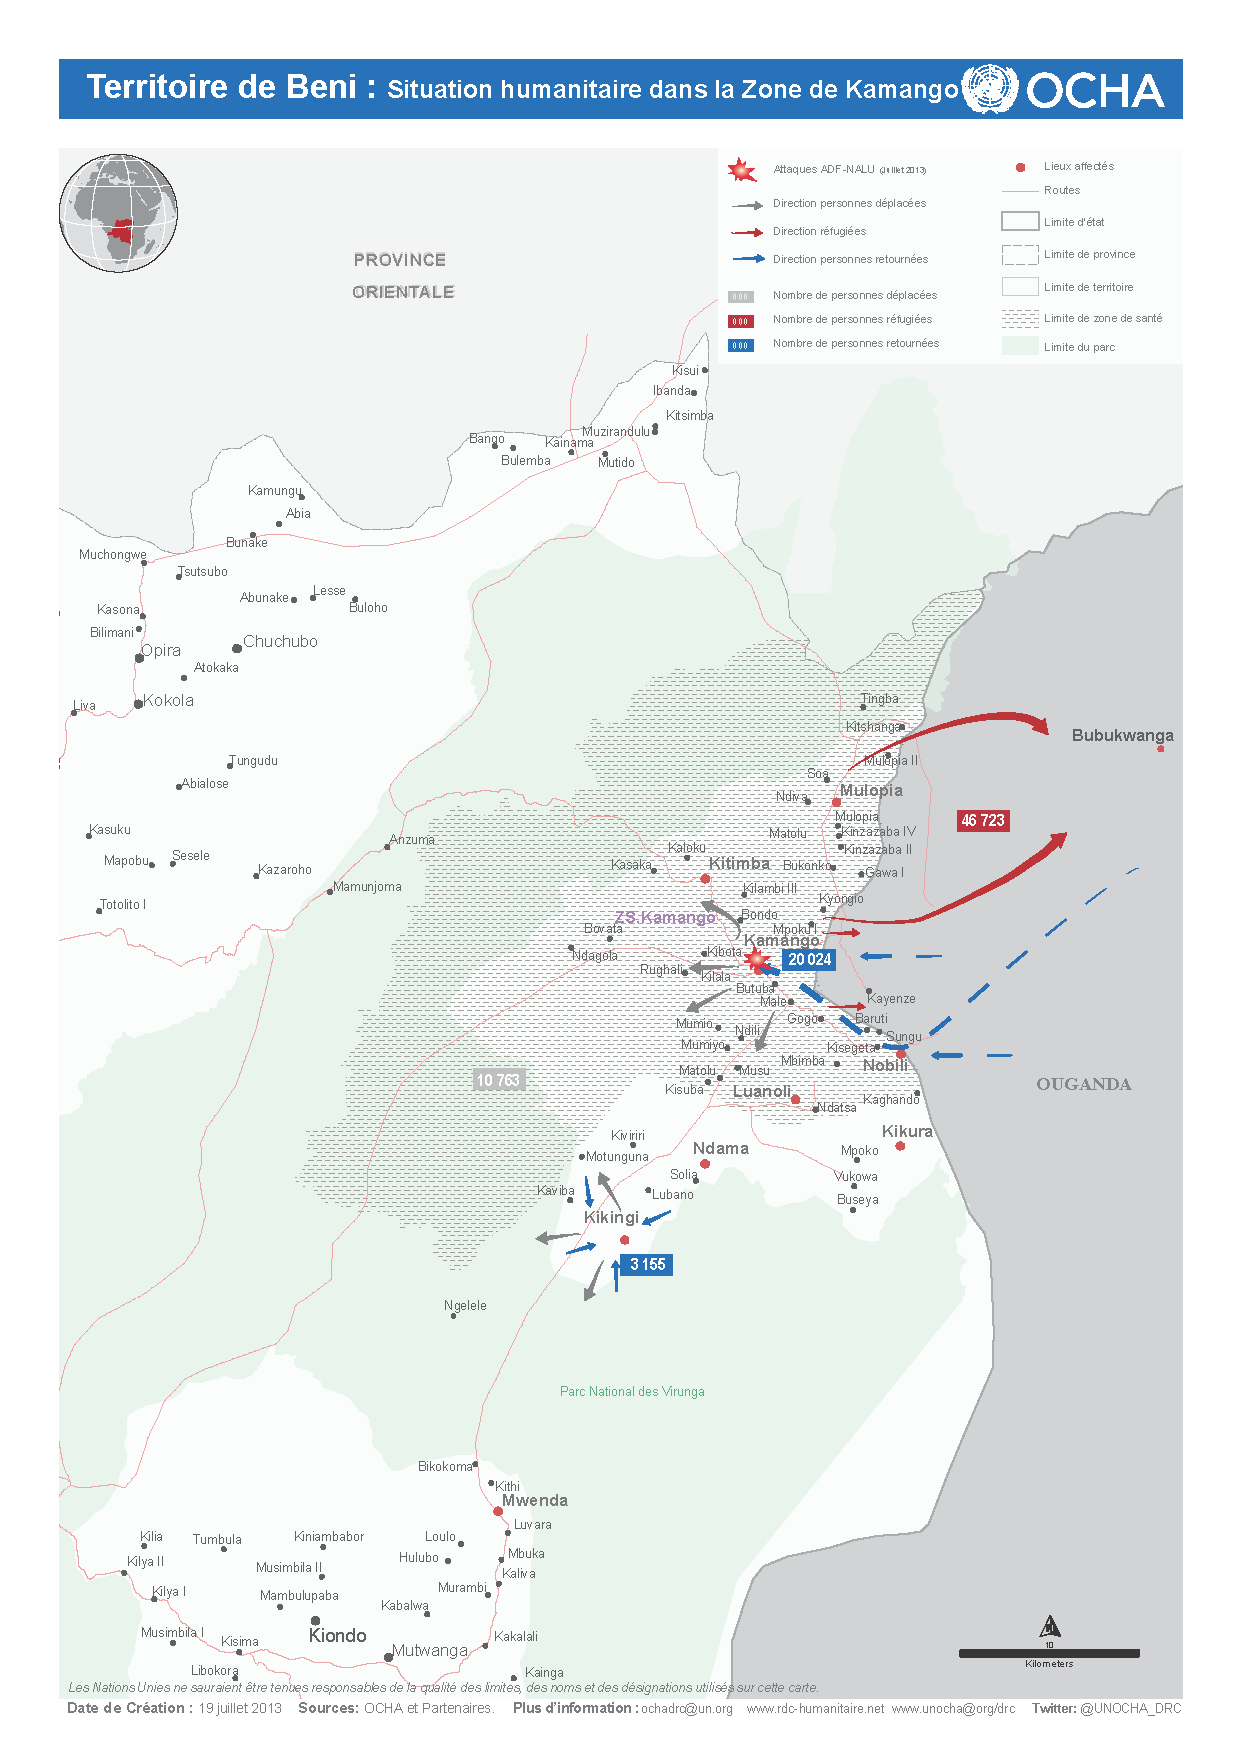 Territoire de Beni : Situation humanitaire dans la Zone de Kamango
OCHA
Attaques ADF-NALU (Juillet 2013)
Direction personnes déplacées
Direction réfugiées
Direction personnes retournées
000 Nombre de personnes déplacées
000 Nombre de personnes réfugiées
000 Nombre de personnes retournées
Lieux affectés
Routes
Limite d'état
Limite de province
Limite de territoire
Limite de zone de santé
Limite du parc
PROVINCE
ORIENTALE
Kisui
Ibanda
Kitsimba
Muzirandulu
Bango
Kainama
Bulemba
Mutido
Kamungu
Abia
Bunake
Muchongwe
Tsutsubo
Lesse
Abunake
Buloho
Kasona
Bilimani
Opira
Chuchubo
Atokaka
Kokola
Liva
Tingba
Kitshanga
Bubukwanga
Tungudu
Mulopia II
Soa
Abialose
Mulopia
Ndiva
Mulopia
46 723
Kasuku
Matolu
Kinzazaba IV
Anzuma
Kaloku
Kinzazaba II
Mapobu
Sesele
Kasaka
Kitimba
Bukonko
Kazaroho
Gawa I
Mamunjoma
Kilambi III
Totolito I
Kyongio
ZS.Kamango
Bondo
Bovata
Mpoku I
Kamango
Ndagola
Kibota
20 024
Rughali
Kilala
Butuba
Male
Kayenze
Mumio
Ndili
Gogo
Baruti
Sungu
Mumiyo
Kisegeta
Mbimba
Nobili
Matolu
Musu
10 763
OUGANDA
Kisuba
Luanoli
Kaghando
Ndatsa
Kikura
Kiviriri
Ndama
Mpoko
Motunguna
Solia
Vukowa
Kaviba
Lubano
Buseya
Kikingi
3 155
Ngelele
Parc National des Virunga
Bikokoma
Kithi
Mwenda
Luvara
Kilia
Tumbula
Kiniambabor
Loulo
Mbuka
Kilya II
Hulubo
Musimbila II
Kaliva
Kilya I
Mambulupaba
Murambi
Kabalwa
Musimbila I
Kisima
Kiondo
Kakalali
Mutwanga
Libokora
Kainga
10
Kilometers
Les Nations Unies ne sauraient être tenues responsables de la qualité des limites, des noms et des désignations utilisés sur cette carte.
Date de Création : 19 juillet 2013 Sources: OCHA et Partenaires. Plus d'information : ochadrc@un.org www.rdc-humanitaire.net www.unocha@org/drc Twitter: @UNOCHA_DRC